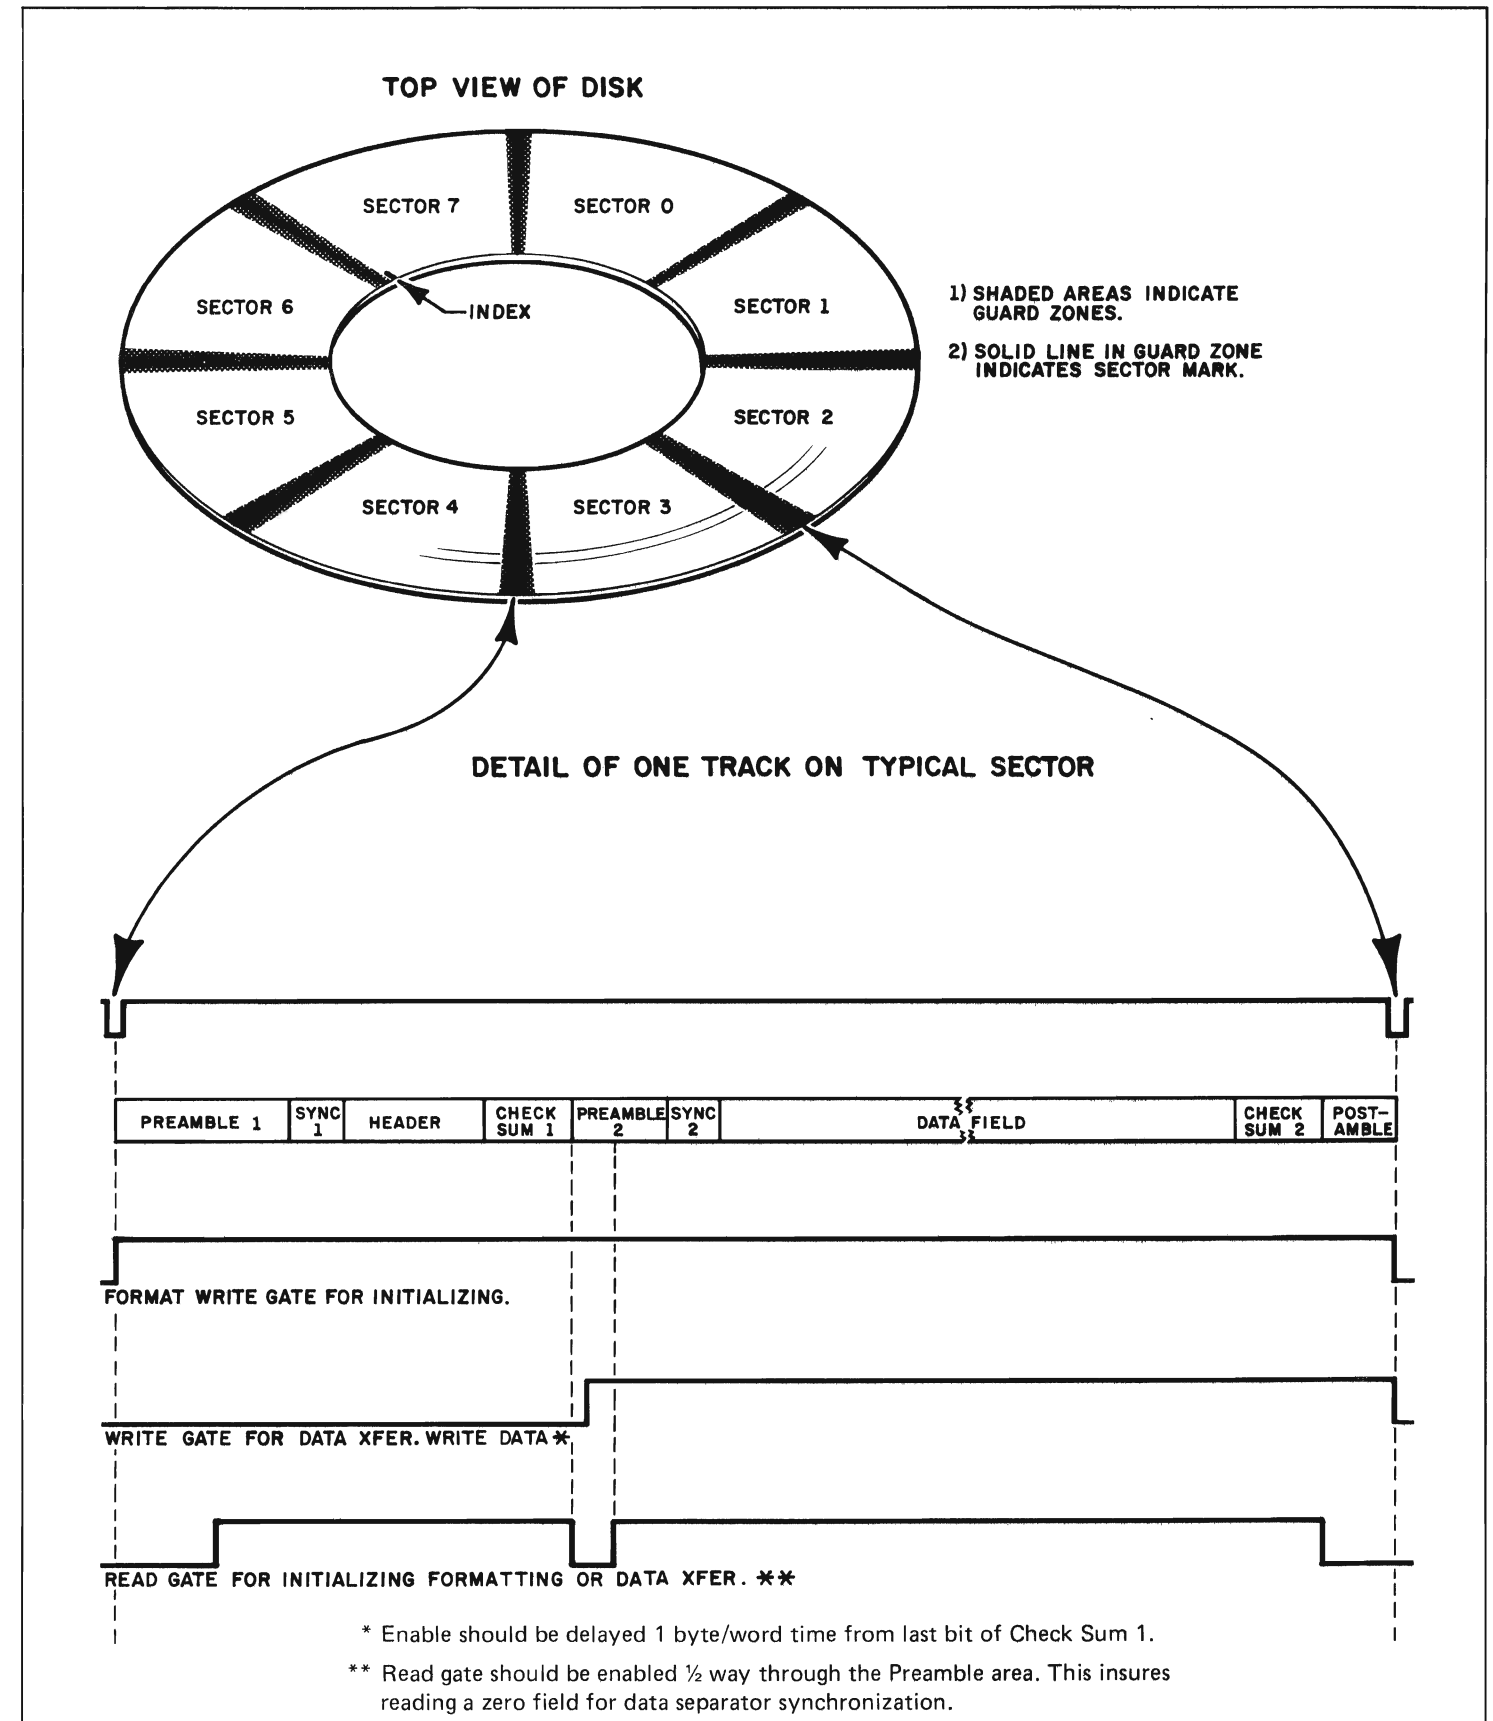 TOP VIEW OF DISK
SECTOR 7
SECTOR 0
SECTOR 6
INDEX
SECTOR 1
1) SHADED AREAS INDICATE
GUARD ZONES.
2) SOLID LINE IN GUARD ZONE
INDICATES SECTOR MARK.
SECTOR 5
SECTOR 2
SECTOR 4
SECTOR 3
DETAIL OF ONE TRACK ON TYPICAL SECTOR
PREAMBLE 1
SYNC
1
HEADER
CHECK
SUM 1
PREAMBLE
2
SYNC
2
DATA FIELD
CHECK
SUM 2
POST-
AMBLE
FORMAT WRITE GATE FOR INITIALIZING.
WRITE GATE FOR DATA XFER. WRITE DATA *
READ GATE FOR INITIALIZING FORMATTING OR DATA XFER. **
* Enable should be delayed 1 byte/word time from last bit of Check Sum 1.
** Read gate should be enabled ½ way through the Preamble area. This insures
reading a zero field for data separator synchronization.